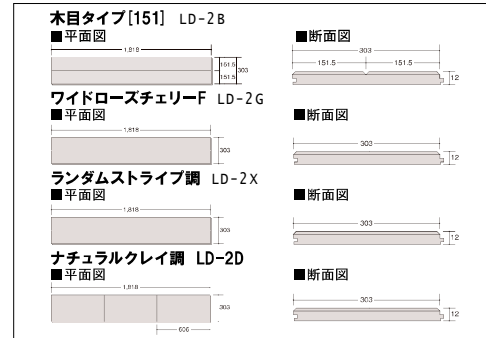 木目タイプ[151] LD-2B
■平面図 ■断面図
1,818 303
151.5 151.5 151.5
303 12
151.5
ワイドローズチェリーF LD-2G
■平面図 ■断面図
1,818 303
303 12
ランダムストライプ調 LD-2X
■平面図 ■断面図
1,818 303
303 12
ナチュラルクレイ調 LD-2D
■平面図 ■断面図
1,818 303
303 12
606